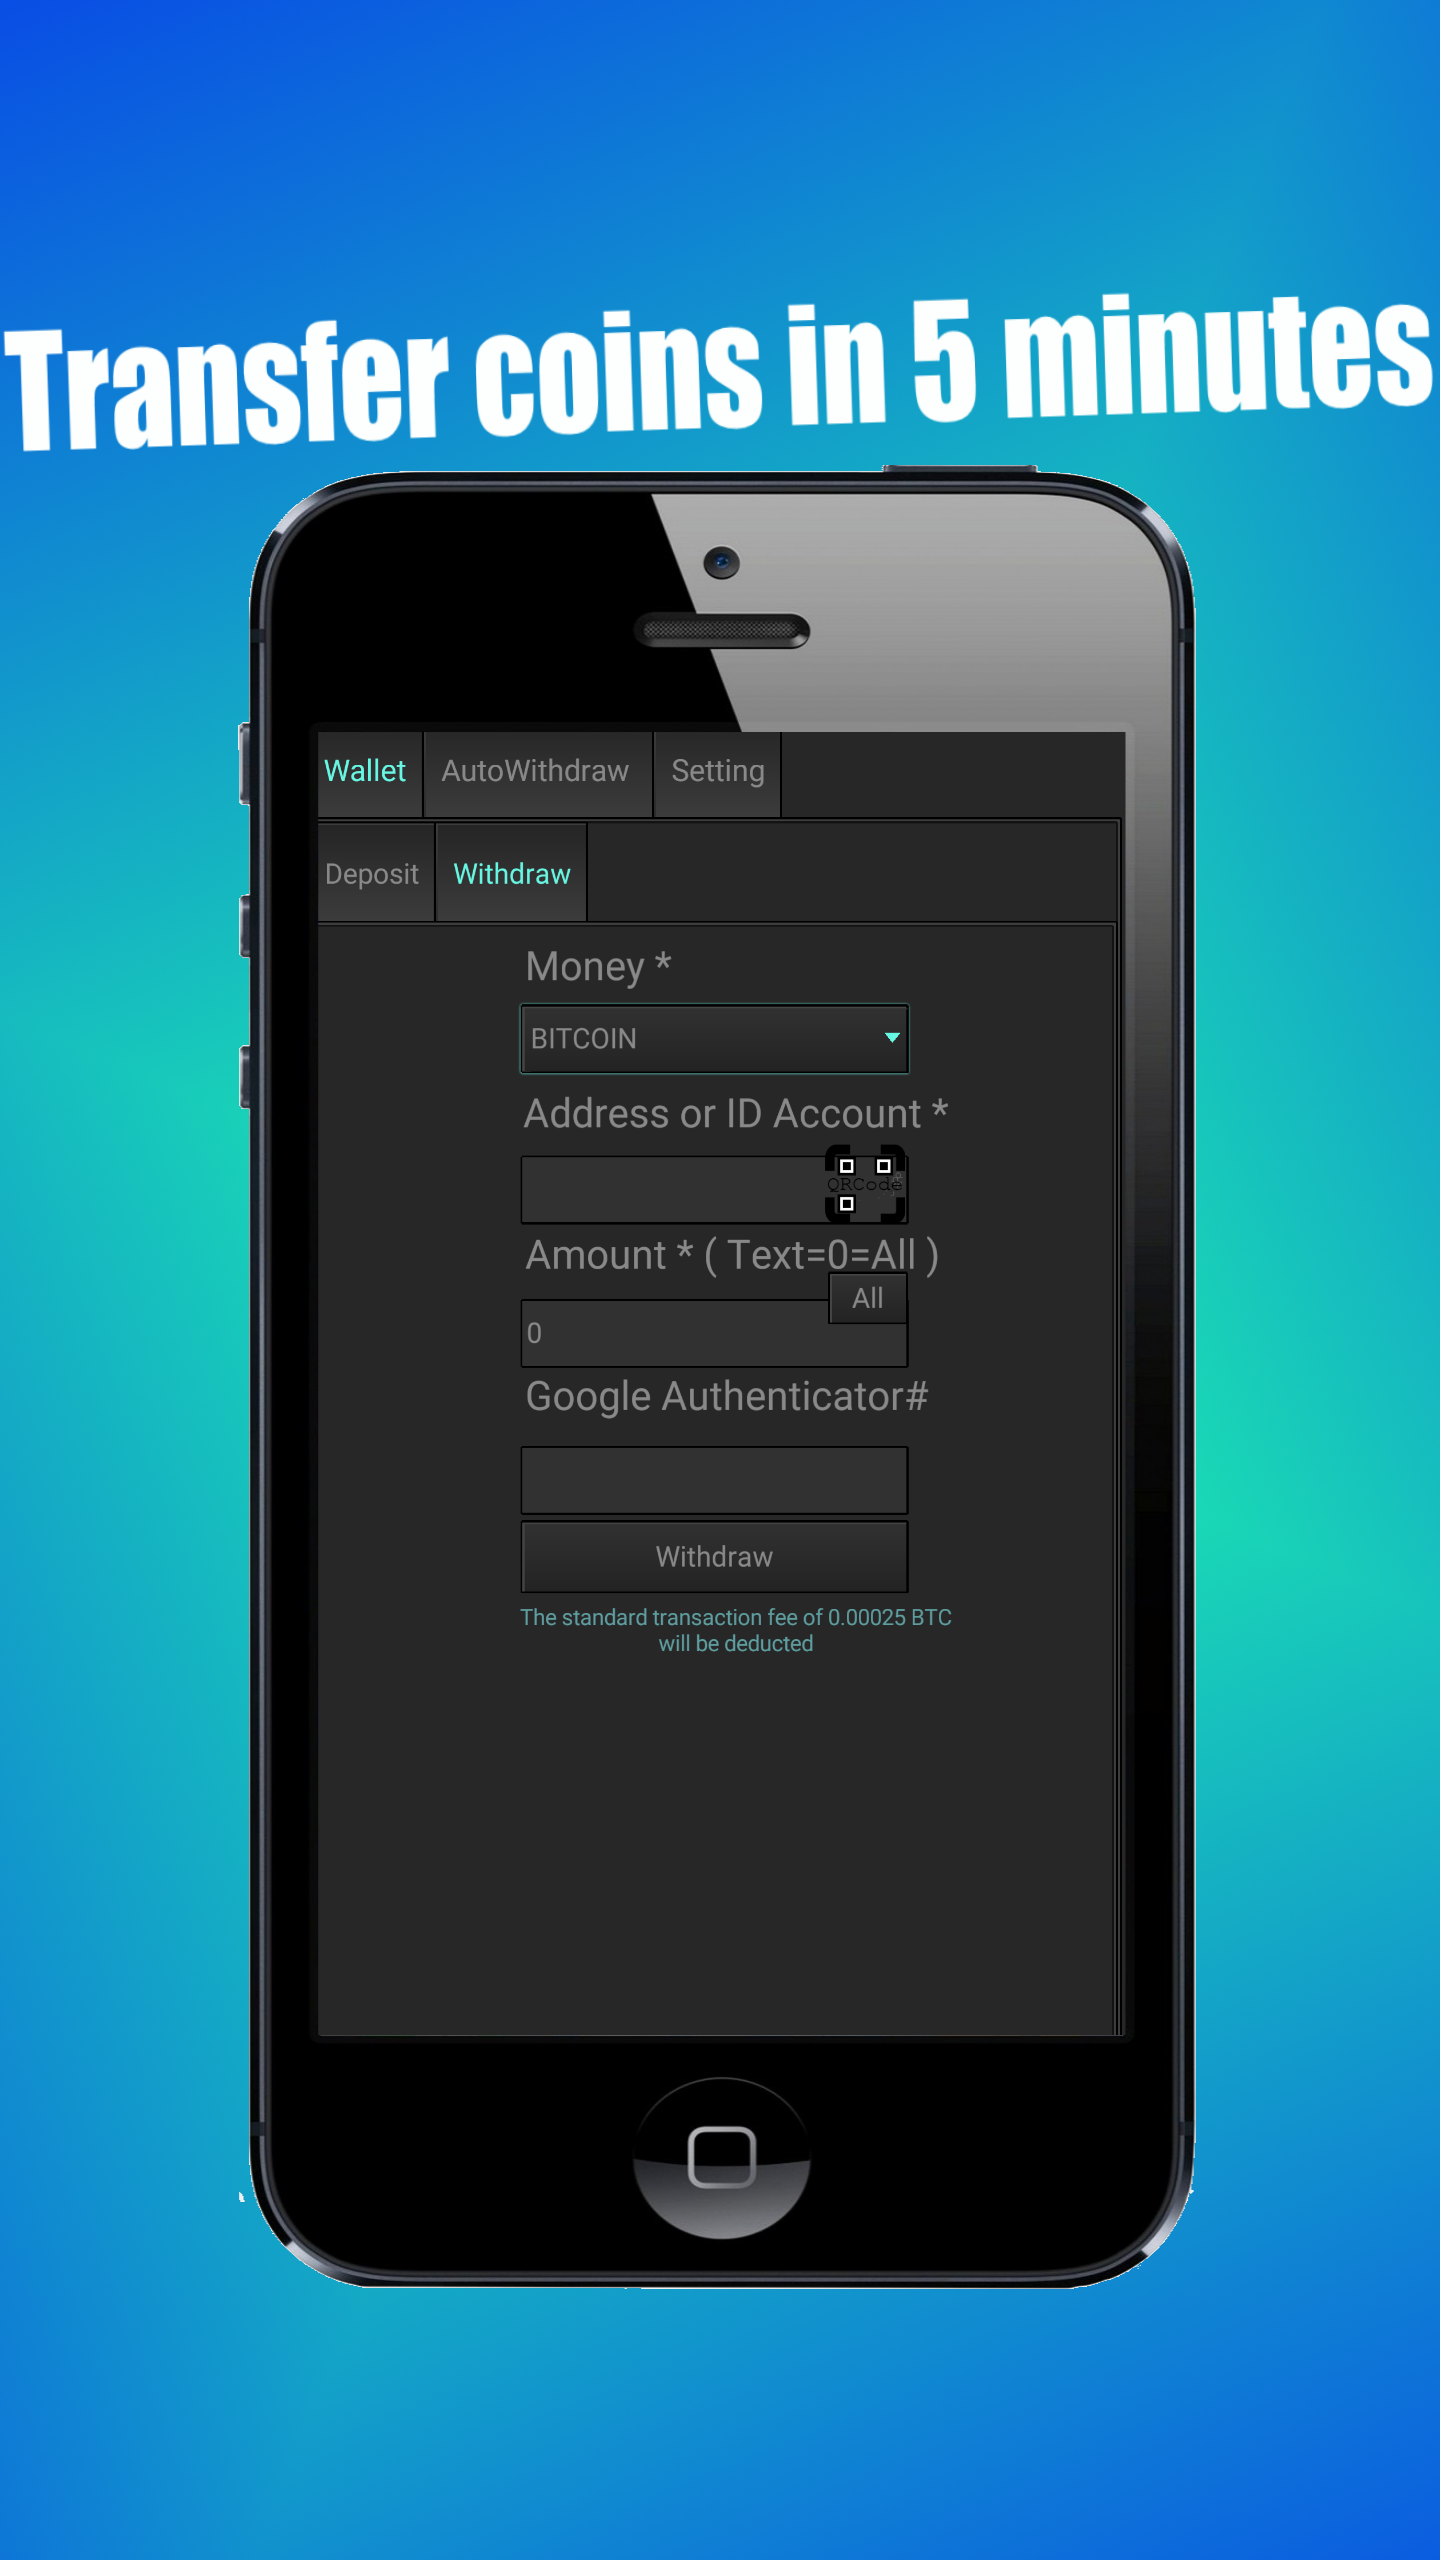 Transfer coins in 5 minutes
Wallet AutoWithdraw Setting
Deposit Withdraw
Money *
BITCOIN
Address or ID Account *
QRCode
Amount * ( Text=0=All )
All
0
Google Authenticator#
Withdraw
The standard transaction fee of 0.00025 BTC
will be deducted